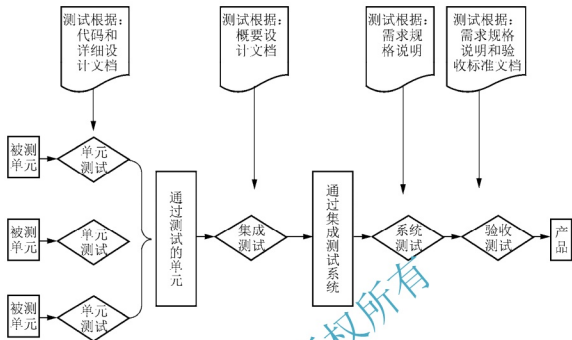 测试根据：
代码和
详细设
计文档
测试根据：
概要设
计文档
测试根据：
需求规
格说明
测试根据：
需求规格
说明和验
收标准文档
被测
单元
单元
测试
被测
单元
单元
测试
被测
单元
单元
测试
通过测试的单元
集成
测试
通过集成测试系统
系统
测试
验收
测试
产
品
权所有